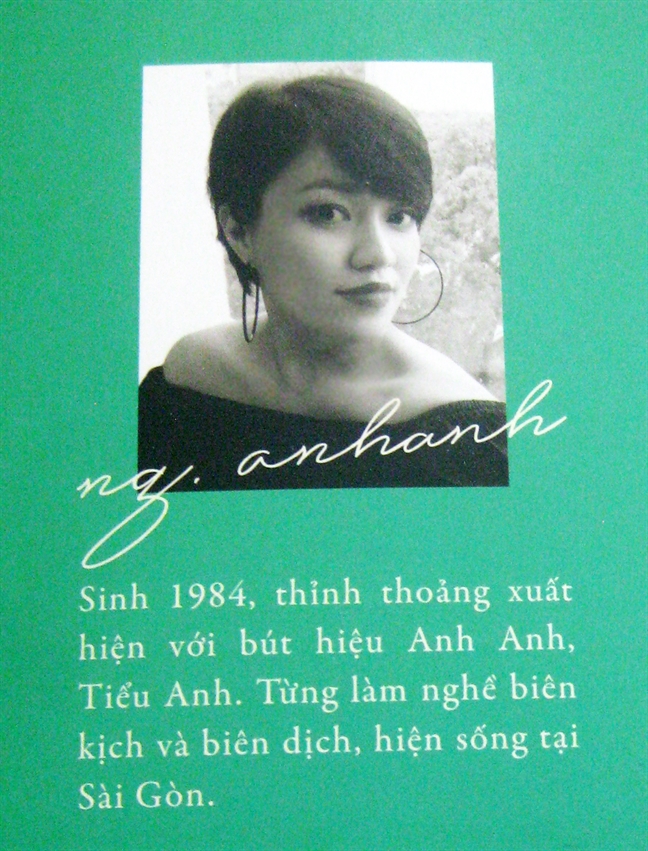 ng. anhanh
Sinh 1984, thỉnh thoảng xuất
hiện với bút hiệu Anh Anh,
Tiểu Anh. Từng làm nghề biên
kịch và biên dịch, hiện sống tại
Sài Gòn.